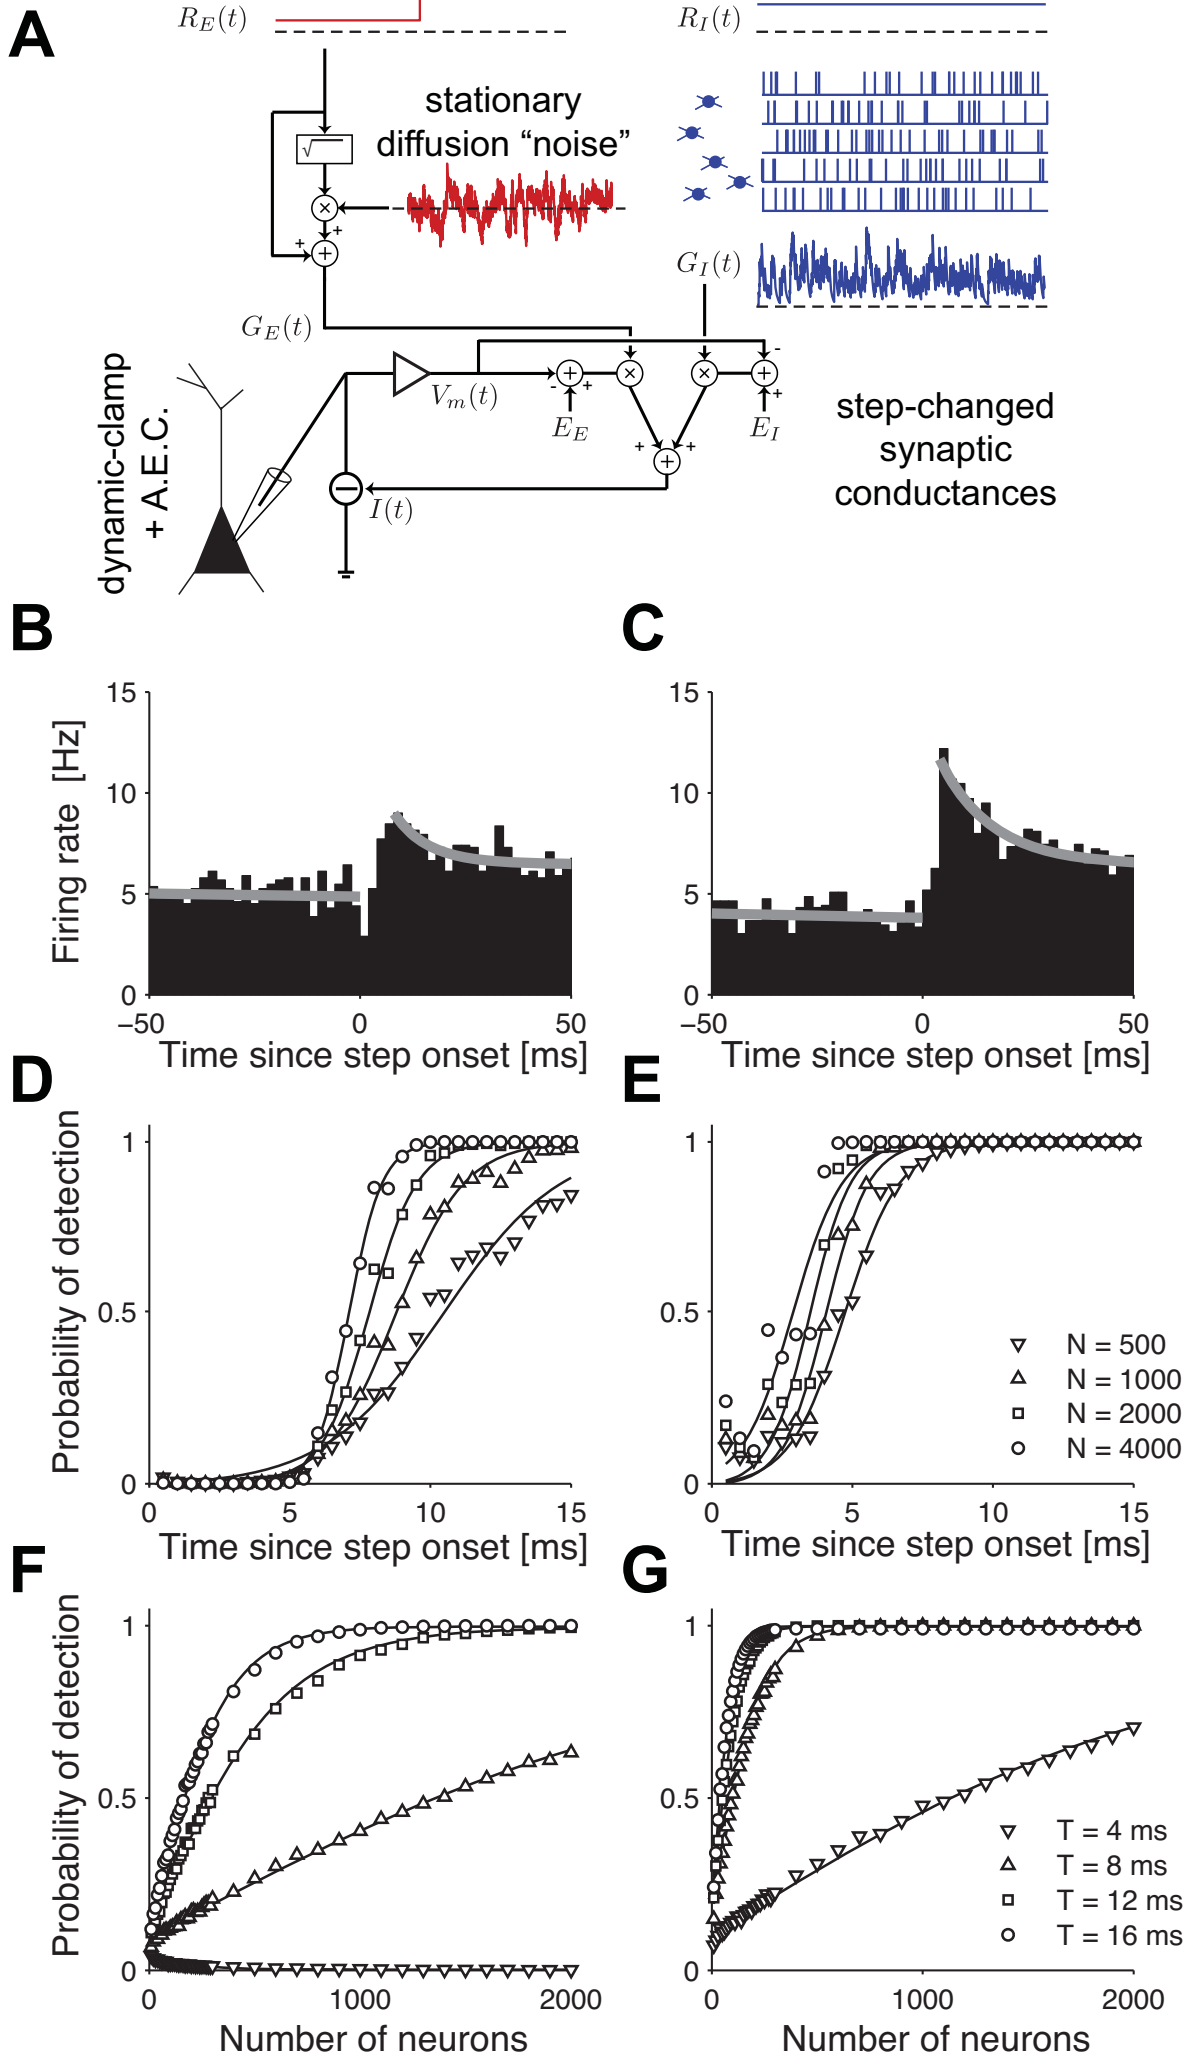 A
R_E(t)
R_I(t)
stationary
diffusion “noise”
√
×
+
+
+
G_I(t)
G_E(t)
dynamic-clamp
+ A.E.C.
V_m(t)
-
+
+
×
×
+
-
+
E_E
E_I
+
+
+
I(t)
step-changed
synaptic
conductances
B
Firing rate [Hz]
15
10
5
0
−50
0
50
Time since step onset [ms]
C
15
10
5
0
−50
0
50
Time since step onset [ms]
D
Probability of detection
1
0.5
0
0
5
10
15
Time since step onset [ms]
E
1
0.5
0
0
5
10
15
Time since step onset [ms]
N = 500
N = 1000
N = 2000
N = 4000
F
Probability of detection
1
0.5
0
0
1000
2000
Number of neurons
G
1
0.5
0
0
1000
2000
Number of neurons
T = 4 ms
T = 8 ms
T = 12 ms
T = 16 ms